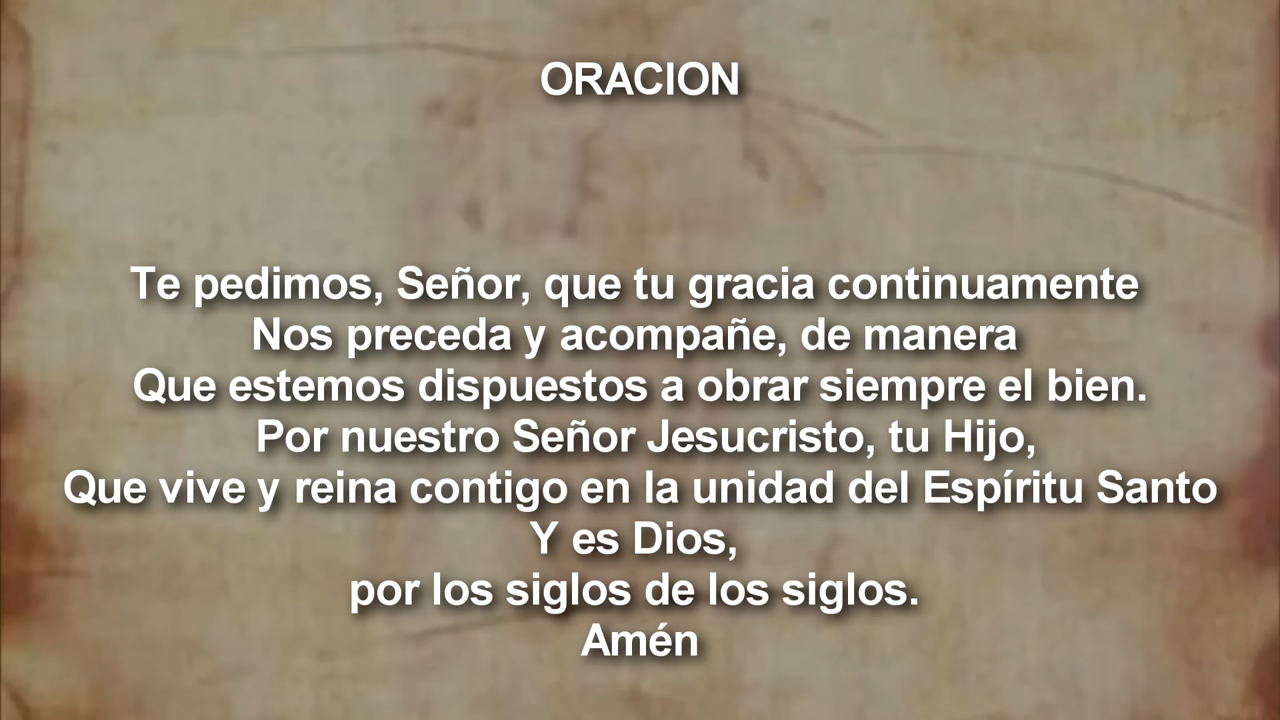 ORACION
Te pedimos, Señor, que tu gracia continuamente
Nos preceda y acompañe, de manera
Que estemos dispuestos a obrar siempre el bien.
Por nuestro Señor Jesucristo, tu Hijo,
Que vive y reina contigo en la unidad del Espíritu Santo
Y es Dios,
por los siglos de los siglos.
Amén